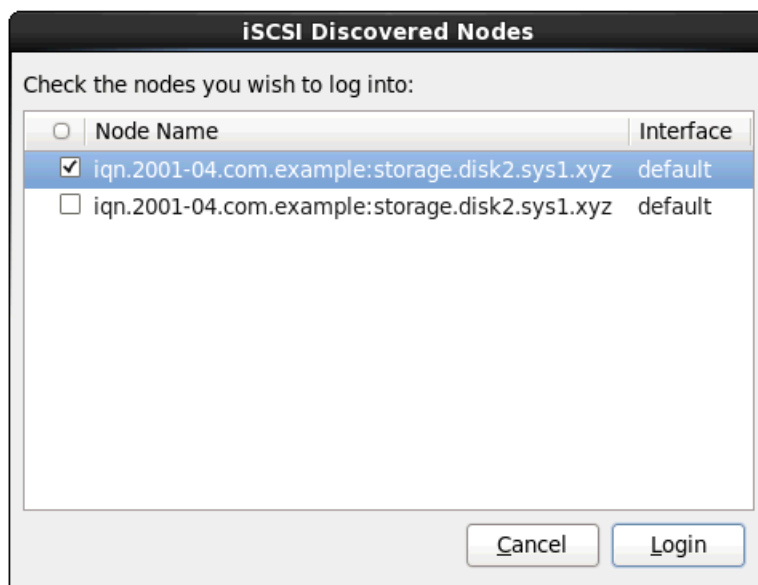 iSCSI Discovered Nodes
Check the nodes you wish to log into:
Node Name Interface
iqn.2001-04.com.example:storage.disk2.sys1.xyz default
iqn.2001-04.com.example:storage.disk2.sys1.xyz default
Cancel Login